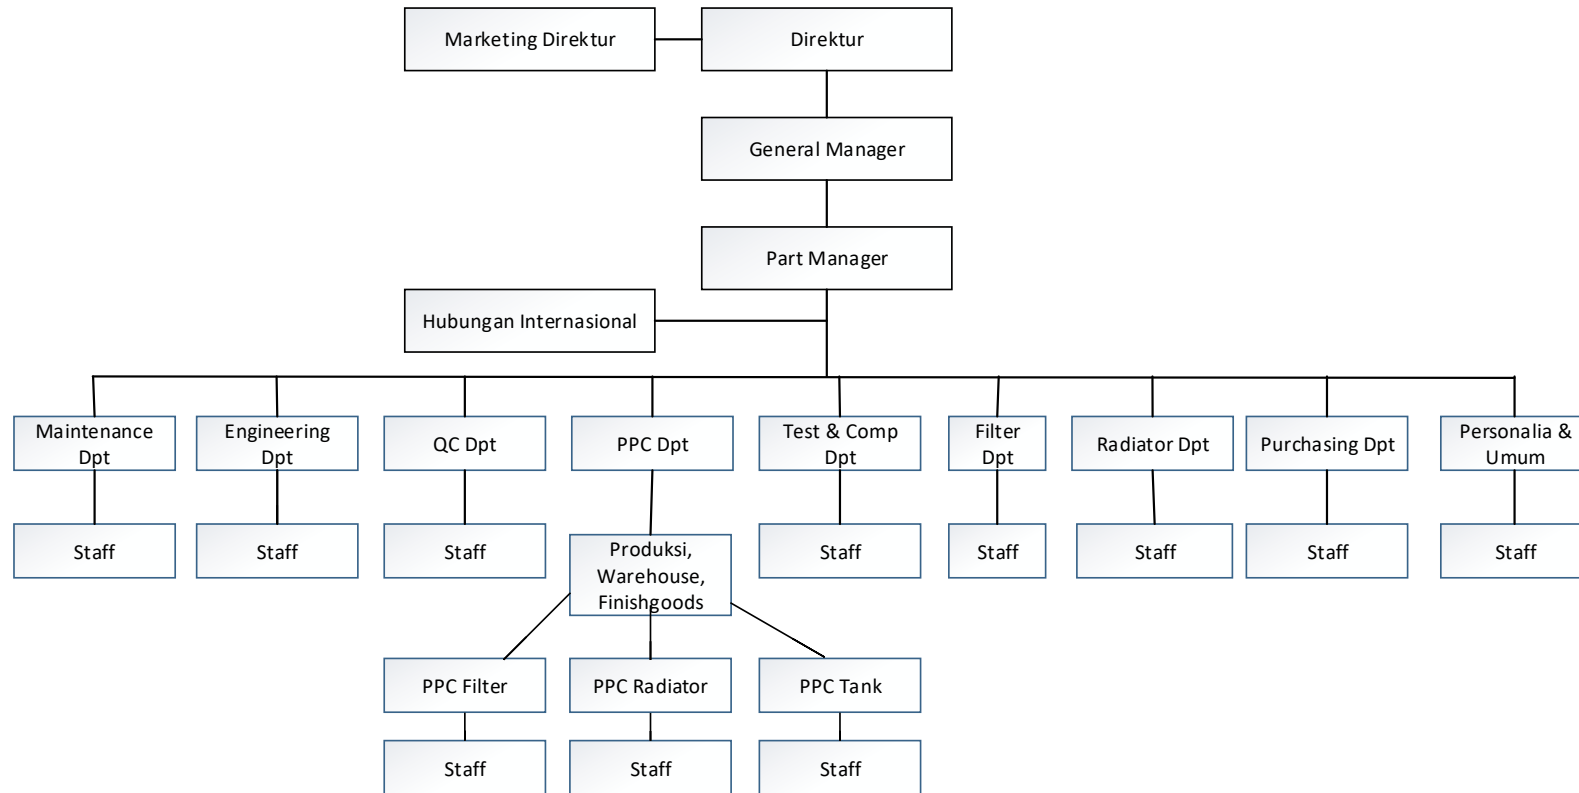 Marketing Direktur
Direktur
General Manager
Part Manager
Hubungan Internasional
Maintenance
Dpt
Engineering
Dpt
QC Dpt
PPC Dpt
Test & Comp
Dpt
Filter
Dpt
Radiator Dpt
Purchasing Dpt
Personalia &
Umum
Staff
Staff
Staff
Produksi,
Warehouse,
Finishgoods
Staff
Staff
Staff
Staff
Staff
PPC Filter
PPC Radiator
PPC Tank
Staff
Staff
Staff